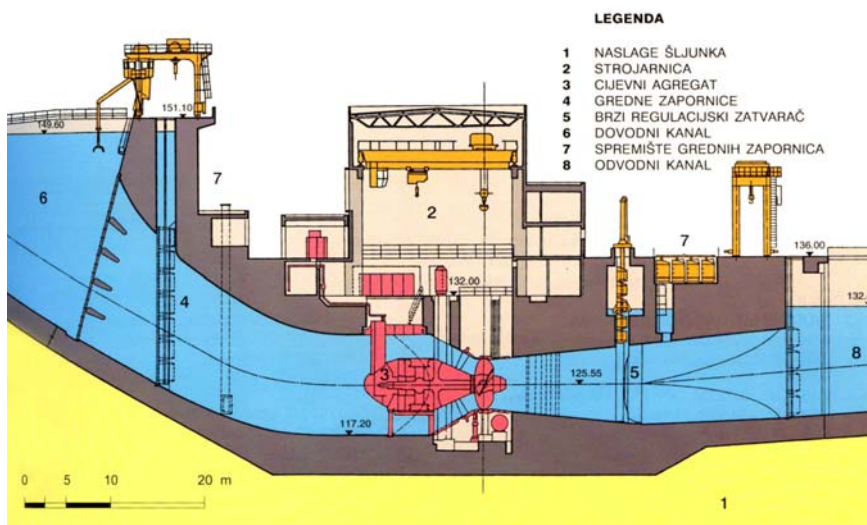 LEGENDA
1 NASLAGE ŠLJUNKA
2 STROJARNICA
3 CIJEVNI AGREGAT
4 GREDNE ZAPORNICE
5 BRZI REGULACIJSKI ZATVARAČ
6 DOVODNI KANAL
7 SPREMIŠTE GREDNIH ZAPORNICA
8 ODVODNI KANAL
151.10
149.60
7
6
2
7
136.00
4
132.00
132.
3
125.55
5
8
117.20
0 5 10 20 m
1